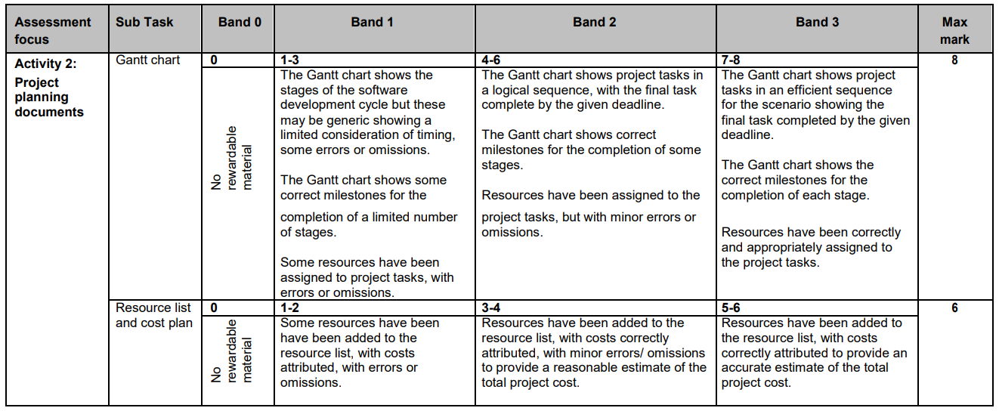 Assessment focus
Sub Task
Band 0
Band 1
Band 2
Band 3
Max mark
Activity 2:
Project
planning
documents
Gantt chart
0
No
rewardable
material
1-3
The Gantt chart shows the
stages of the software
development cycle but these
may be generic showing a
limited consideration of timing,
some errors or omissions.
The Gantt chart shows some
correct milestones for the
completion of a limited number
of stages.
Some resources have been
assigned to project tasks, with
errors or omissions.
4-6
The Gantt chart shows project tasks in
a logical sequence, with the final task
complete by the given deadline.
The Gantt chart shows correct
milestones for the completion of some
stages.
Resources have been assigned to the
project tasks, but with minor errors or
omissions.
7-8
The Gantt chart shows project
tasks in an efficient sequence
for the scenario showing the
final task completed by the given
deadline.
The Gantt chart shows the
correct milestones for the
completion of each stage.
Resources have been correctly
and appropriately assigned to
the project tasks.
8
Resource list
and cost plan
0
No
rewardable
material
1-2
Some resources have been
have been added to the
resource list, with costs
attributed, with errors or
omissions.
3-4
Resources have been added to the
resource list, with costs correctly
attributed, with minor errors/ omissions
to provide a reasonable estimate of the
total project cost.
5-6
Resources have been added to
the resource list, with costs
correctly attributed to provide an
accurate estimate of the total
project cost.
6